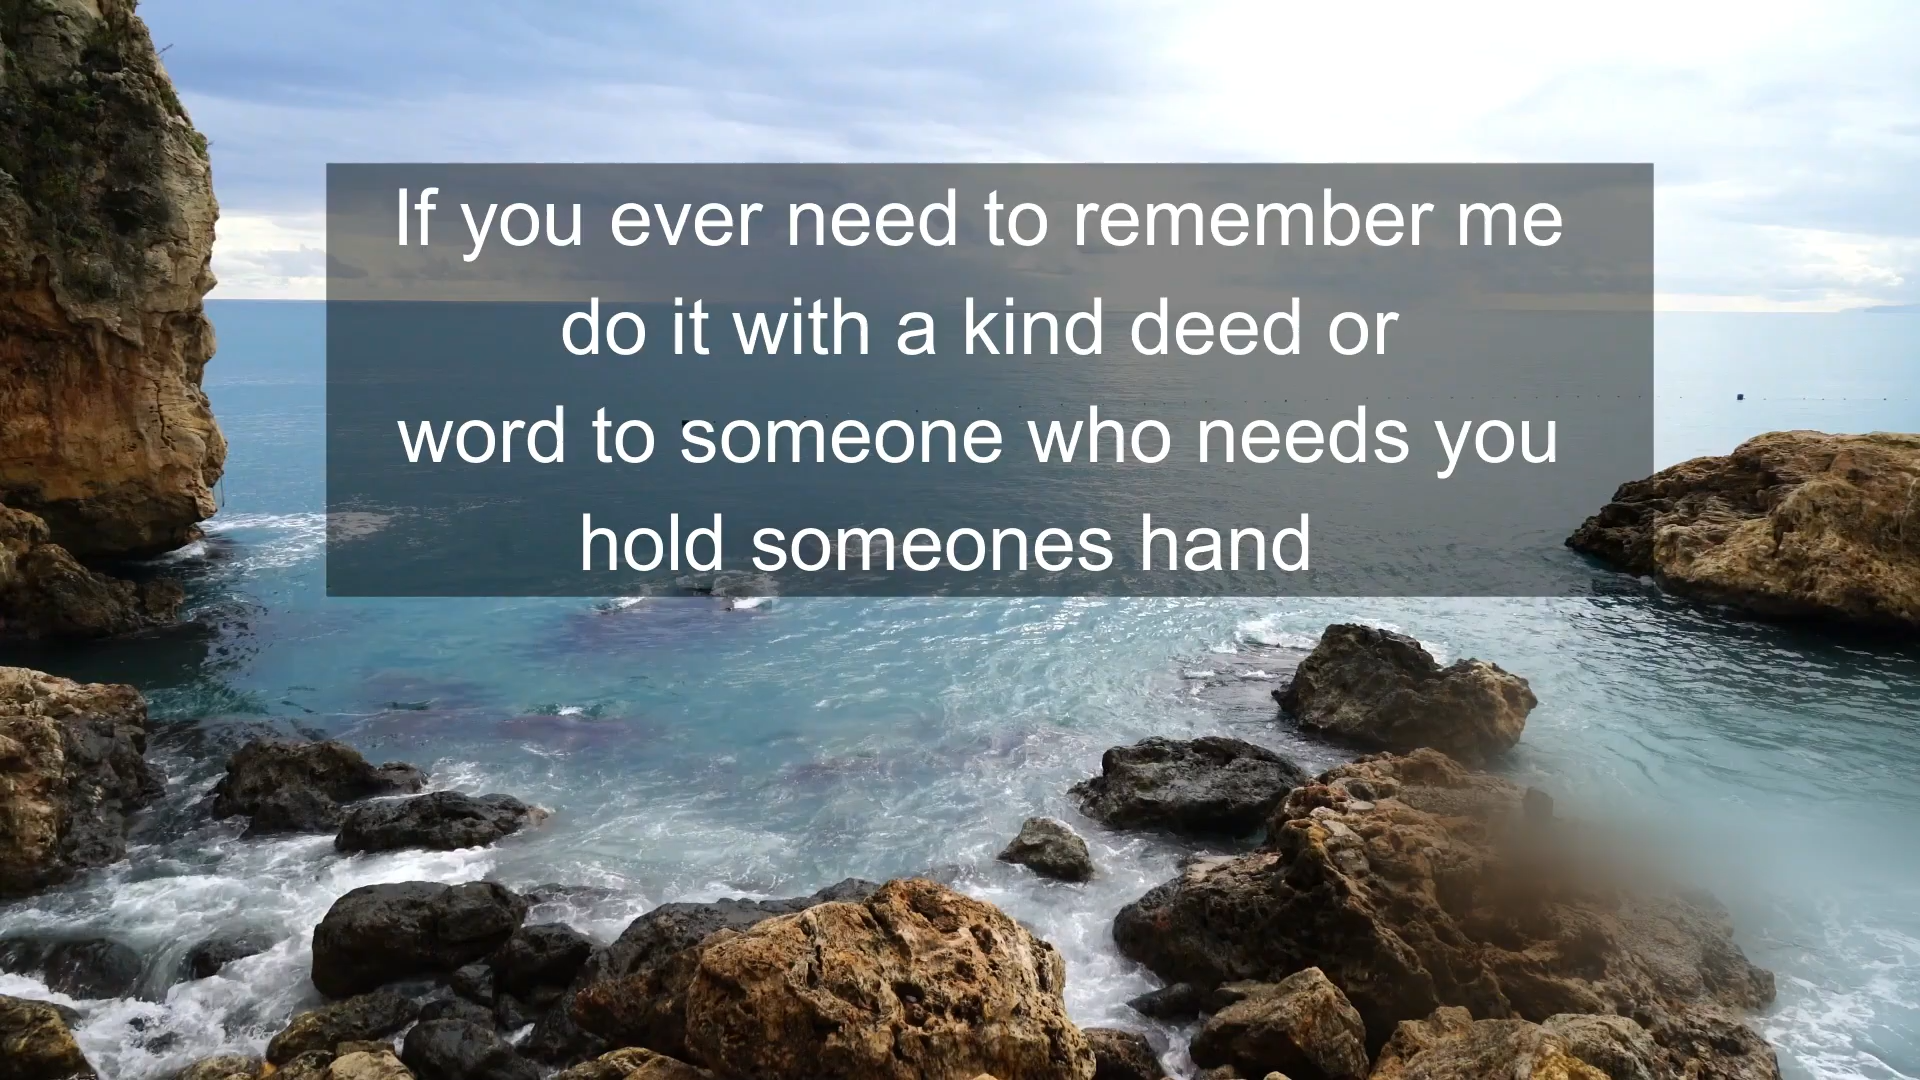 If you ever need to remember me
do it with a kind deed or
word to someone who needs you
hold someones hand